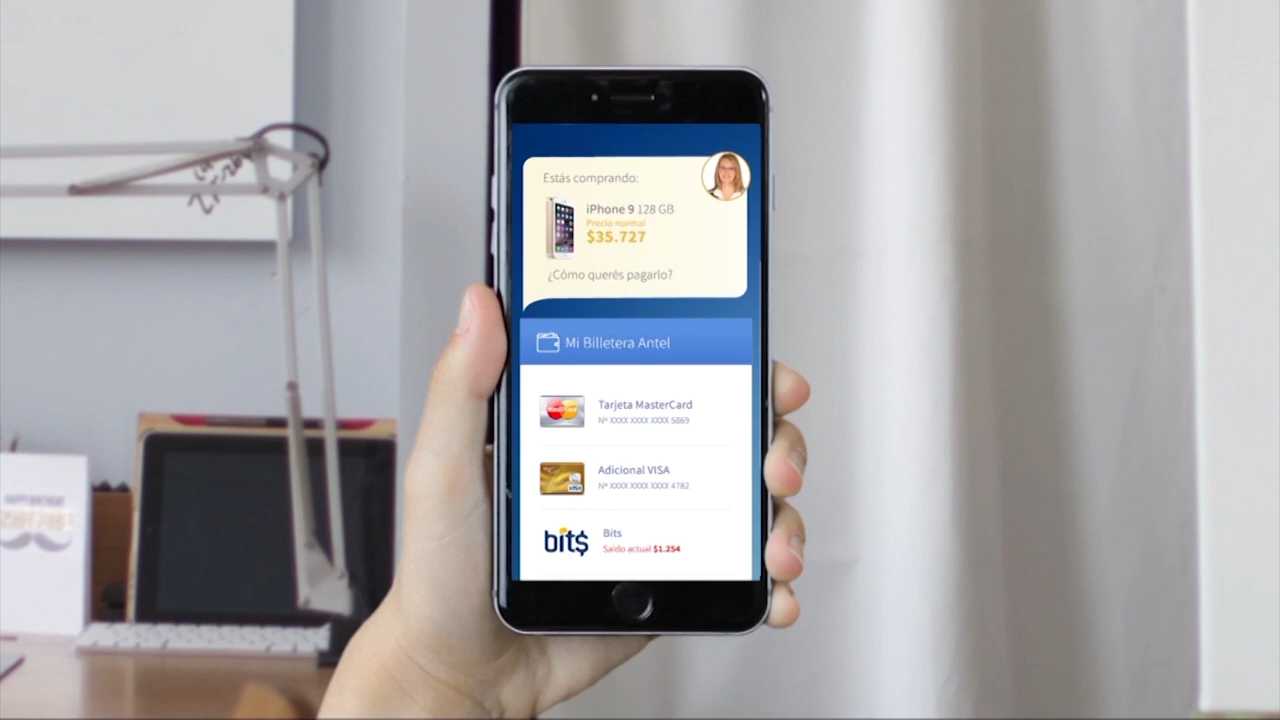 Estás comprando:
iPhone 9 128 GB
Precio normal
$35.727
¿Cómo querés pagarlo?
Mi Billetera Antel
Tarjeta MasterCard
Nº XXXX XXXX XXXX 5869
Adicional VISA
Nº XXXX XXXX XXXX 4782
VISA
bit$
Bits
Saldo actual $1.254